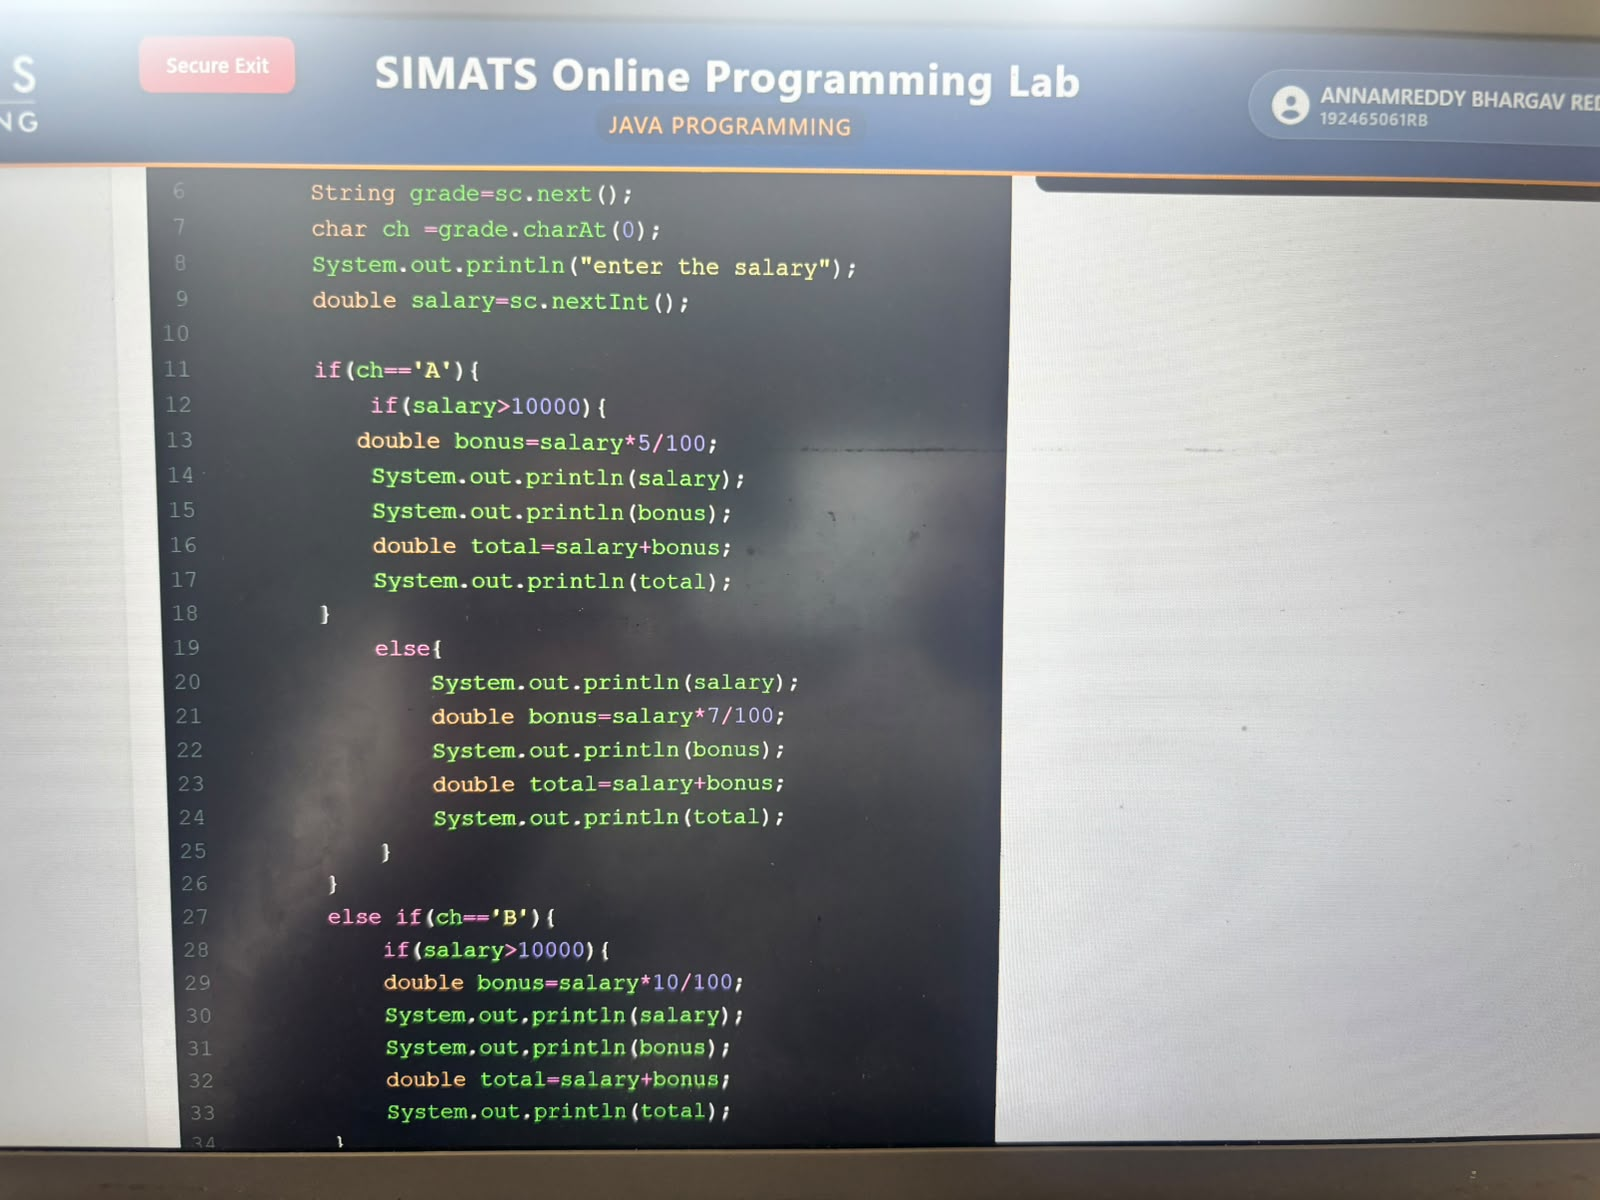 S
NG
Secure Exit
SIMATS Online Programming Lab
JAVA PROGRAMMING
ANNAMREDDY BHARGAV RED
192465061RB
6 String grade=sc.next();
7 char ch =grade.charAt(0);
8 System.out.println("enter the salary");
9 double salary=sc.nextInt();
10
11 if(ch=='A'){
12 if(salary>10000){
13 double bonus=salary*5/100;
14 System.out.println(salary);
15 System.out.println(bonus);
16 double total=salary+bonus;
17 System.out.println(total);
18 }
19 else{
20 System.out.println(salary);
21 double bonus=salary*7/100;
22 System.out.println(bonus);
23 double total=salary+bonus;
24 System.out.println(total);
25 }
26 }
27 else if(ch=='B'){
28 if(salary>10000){
29 double bonus=salary*10/100;
30 System.out.println(salary);
31 System.out.println(bonus);
32 double total=salary+bonus;
33 System.out.println(total);
34 }